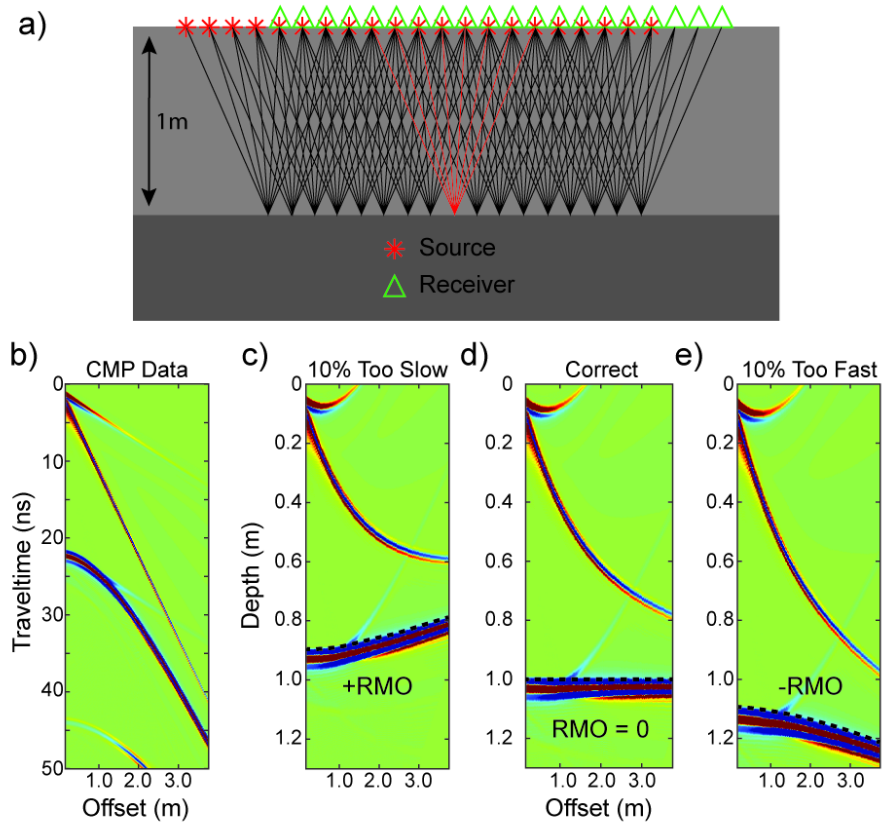 a)
1m
Source
Receiver
b)
CMP Data
0
10
20
30
40
50
Traveltime (ns)
1.0 2.0 3.0
Offset (m)
c)
10% Too Slow
0
0.2
0.4
0.6
0.8
1.0
1.2
Depth (m)
+RMO
1.0 2.0 3.0
d)
Correct
0
0.2
0.4
0.6
0.8
1.0
1.2
RMO = 0
1.0 2.0 3.0
Offset (m)
e)
10% Too Fast
0
0.2
0.4
0.6
0.8
1.0
1.2
-RMO
1.0 2.0 3.0